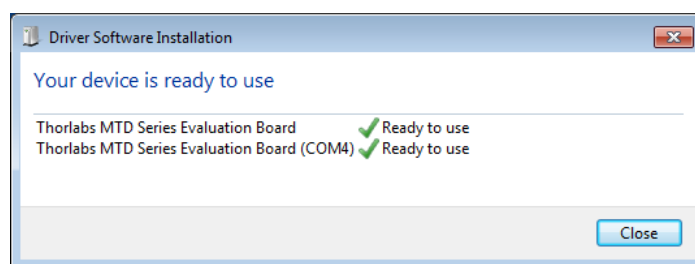 Driver Software Installation
Your device is ready to use
Thorlabs MTD Series Evaluation Board Ready to use
Thorlabs MTD Series Evaluation Board (COM4) Ready to use
Close